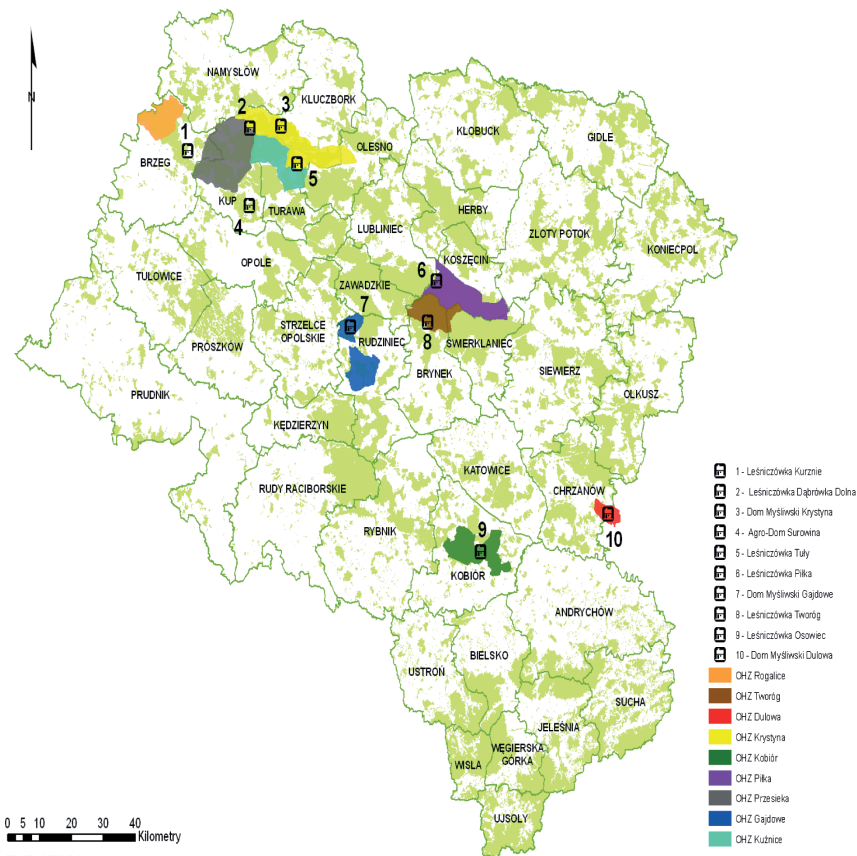 N
NAMYSLÓW
KLUCZBORK
2
3
1
BRZEG
OLESNO
KLOBUCK
GIDLE
5
KUP
4
TURAWA
HERBY
LUBLINIEC
ZLOTY POTOK
KONIECPOL
OPOLE
KOSZĘCIN
6
TULOWICE
ZAWADZKIE
7
STRZELCE
OPOLSKIE
RUDZINIEC
8
ŚWIERKLANIEC
PRÓSZKÓW
BRYNEK
SIEWIERZ
OLKUSZ
PRUDNIK
KĘDZIERZYN
KATOWICE
RUDY RACIBORSKIE
CHRZANÓW
RYBNIK
9
10
KOBIÓR
ANDRYCHÓW
BIELSKO
USTROŃ
SUCHA
JELEŚNIA
WĘGIERSKA
GÓRKA
WISLA
UJSOLY
1 - Leśniczówka Kurznie
2 - Leśniczówka Dąbrówka Dolna
3 - Dom Myśliwski Krystyna
4 - Agro-Dom Surowina
5 - Leśniczówka Tuły
6 - Leśniczówka Piłka
7 - Dom Myśliwski Gajdowe
8 - Leśniczówka Tworóg
9 - Leśniczówka Osowiec
10 - Dom Myśliwski Dulowa
OHZ Rogalice
OHZ Tworóg
OHZ Dulowa
OHZ Krystyna
OHZ Kobiór
OHZ Piłka
OHZ Przesieka
OHZ Gajdowe
OHZ Kuźnice
0 5 10 20 30 40
Kilometry